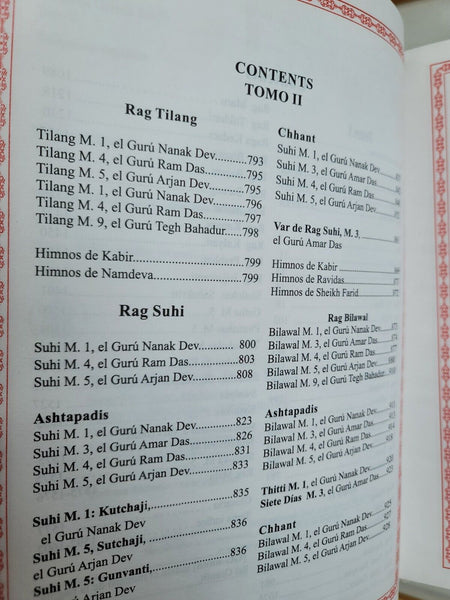 CONTENTS
TOMO II
Rag Tilang
Tilang M. 1, el Gurú Nanak Dev...........793
Tilang M. 4, el Gurú Ram Das............795
Tilang M. 5, el Gurú Arjan Dev...........795
Tilang M. 1, el Gurú Nanak Dev..........796
Tilang M. 4, el Gurú Ram Das............797
Tilang M. 9, el Gurú Tegh Bahadur......798
Himnos de Kabir..........................799
Himnos de Namdeva......................799
Rag Suhi
Suhi M. 1, el Gurú Nanak Dev........... 800
Suhi M. 4, el Gurú Ram Das............. 803
Suhi M. 5, el Gurú Arjan Dev........... 808
Ashtapadis
Suhi M. 1, el Gurú Nanak Dev...........823
Suhi M. 3, el Gurú Amar Das............826
Suhi M. 4, el Gurú Ram Das.............831
Suhi M. 5, el Gurú Arjan Dev............833
Suhi M. 1: Kutchaji,......................835
el Gurú Nanak Dev
Suhi M. 5, Sutchaji,..................... 836
el Gurú Arjan Dev
Suhi M. 5: Gunvanti,.................... 836
Chhant
Suhi M. 1, el Gurú Nanak Dev..........
Suhi M. 3, el Gurú Amar Das...........
Suhi M. 4, el Gurú Ram Das............
Suhi M. 5, el Gurú Arjan Dev...........
Var de Rag Suhi, M. 3,.............
el Gurú Amar Das
Himnos de Kabir ..................
Himnos de Ravidas................
Himnos de Sheikh Farid...........
Rag Bilawal
Bilawal M. 1, el Gurú Nanak Dev.......
Bilawal M. 3, el Gurú Amar Das........
Bilawal M. 4, el Gurú Ram Das.........
Bilawal M. 5, el Gurú Arjan Dev........
Bilawal M. 9, el Gurú Tegh Bahadur...
Ashtapadis
Bilawal M. 1, el Gurú Nanak Dev.......
Bilawal M. 3, el Gurú Amar Das........
Bilawal M. 4, el Gurú Ram Das.........
Bilawal M. 5, el Gurú Arjan Dev........918
Thitti M. 1, el Gurú Nanak Dev.........
Siete Días M. 3, el Gurú Amar Das.....
Chhant
Bilawal M. 1, el Gurú Nanak Dev.......
Bilawal M. 4, el Gurú Ram Das.........
Bilawal M. 5, el Gurú Arjan Dev........